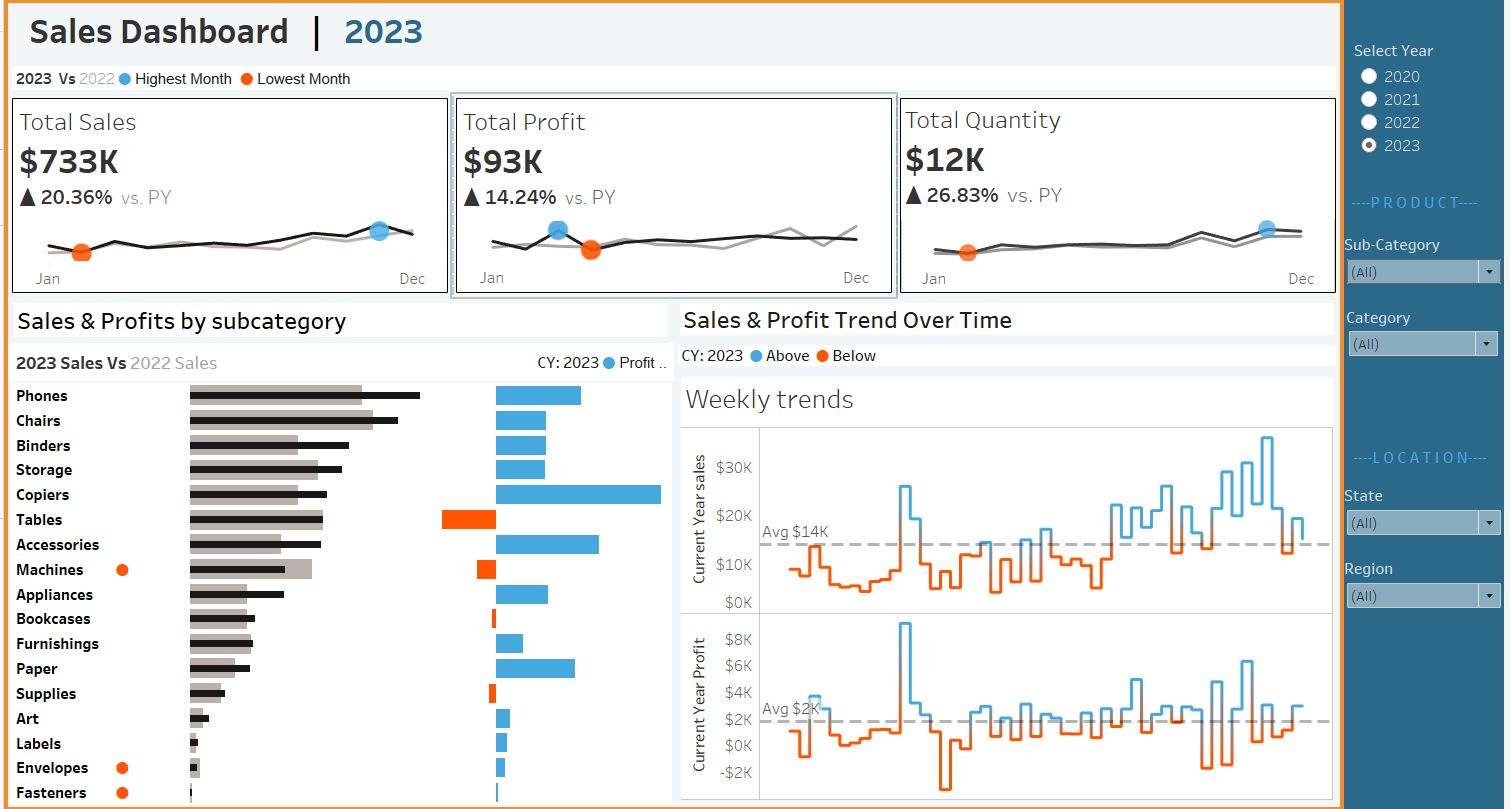 Sales Dashboard | 2023
2023 Vs 2022 Highest Month Lowest Month
Total Sales
$733K
▲ 20.36% vs. PY
Jan Dec
Total Profit
$93K
▲ 14.24% vs. PY
Jan Dec
Total Quantity
$12K
▲ 26.83% vs. PY
Jan Dec
Sales & Profits by subcategory
2023 Sales Vs 2022 Sales
CY: 2023 Profit ..
Phones
Chairs
Binders
Storage
Copiers
Tables
Accessories
Machines
Appliances
Bookcases
Furnishings
Paper
Supplies
Art
Labels
Envelopes
Fasteners
Sales & Profit Trend Over Time
CY: 2023 Above Below
Weekly trends
Current Year sales
$30K
$20K
$10K
$0K
Avg $14K
Current Year Profit
$8K
$6K
$4K
$2K
$0K
-$2K
Avg $2K
Select Year
2020
2021
2022
2023
----PRODUCT----
Sub-Category
(All)
Category
(All)
----LOCATION----
State
(All)
Region
(All)